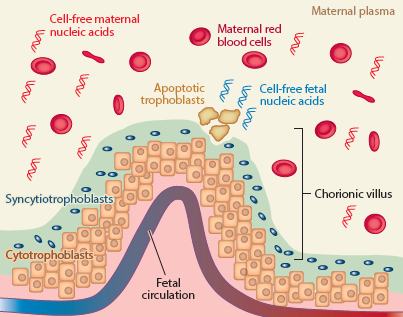 Maternal plasma
Cell-free maternal
nucleic acids
Maternal red
blood cells
Apoptotic
trophoblasts
Cell-free fetal
nucleic acids
Syncytiotrophoblasts
Chorionic villus
Cytotrophoblasts
Fetal
circulation